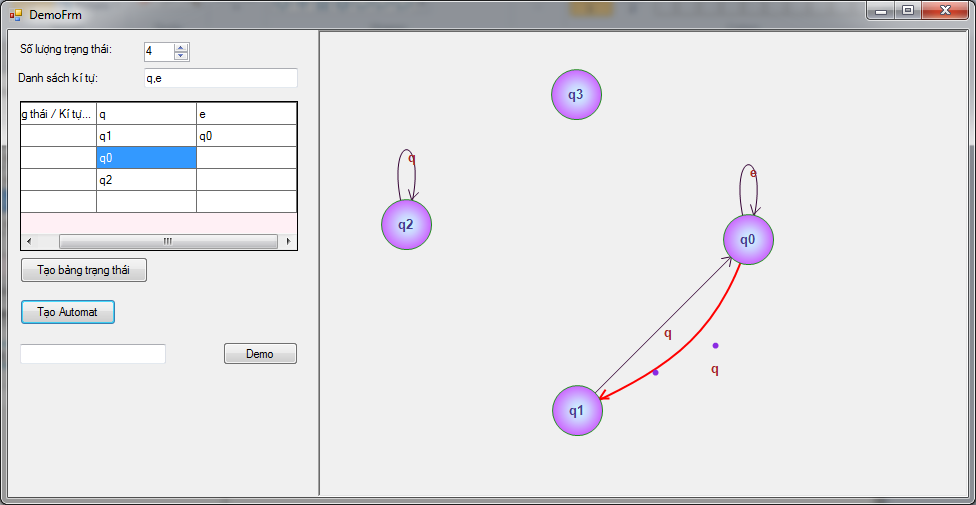 DemoFrm
Số lượng trạng thái:
4
Danh sách kí tự:
q,e
g thái / Kí tự... q e
q1 q0
q0
q2
Tạo bảng trạng thái
Tạo Automat
Demo
q3
q
e
q2
q0
q
q
q1